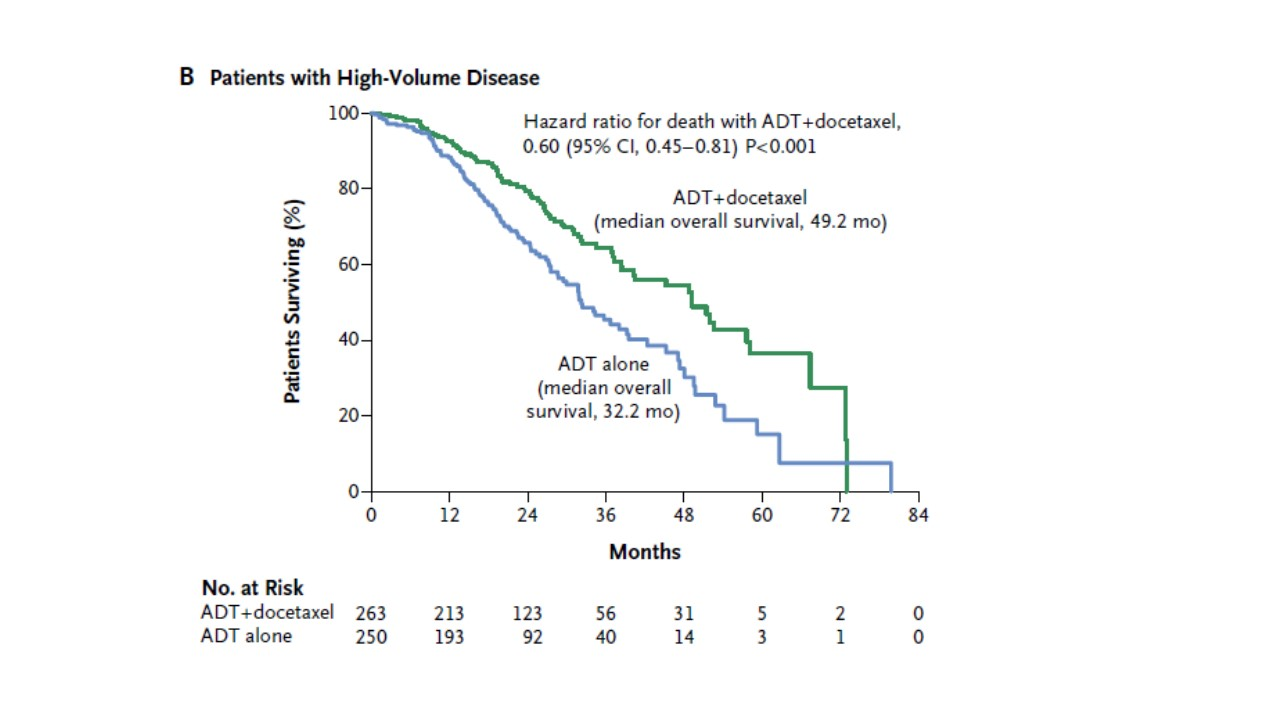 B Patients with High-Volume Disease
100
80
60
40
20
0
Patients Surviving (%)
Hazard ratio for death with ADT+docetaxel,
0.60 (95% CI, 0.45–0.81) P<0.001
ADT+docetaxel
(median overall survival, 49.2 mo)
ADT alone
(median overall
survival, 32.2 mo)
0 12 24 36 48 60 72 84
Months
No. at Risk
ADT+docetaxel 263 213 123 56 31 5 2 0
ADT alone 250 193 92 40 14 3 1 0